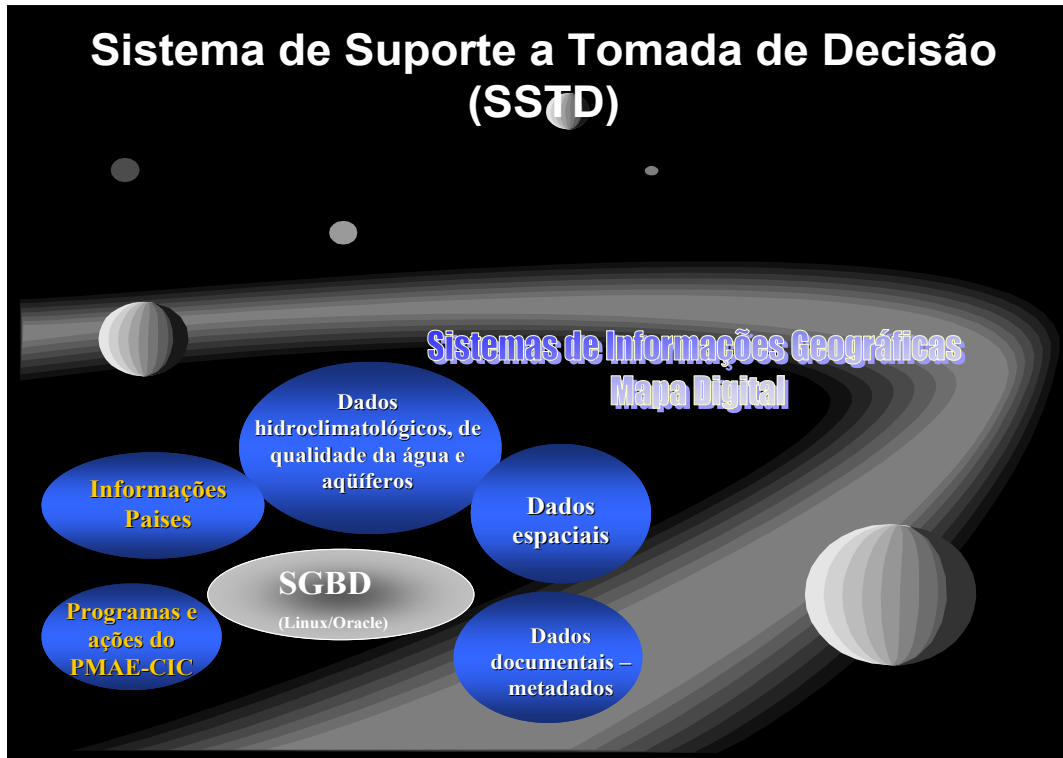 Sistema de Suporte a Tomada de Decisão
(SSTD)
Sistemas de Informações Geográficas
Mapa Digital
Dados
hidroclimatológicos, de
qualidade da água e
aqüíferos
Informações
Paises
Dados
espaciais
SGBD
(Linux/Oracle)
Programas e
ações do
PMAE-CIC
Dados
documentais –
metadados